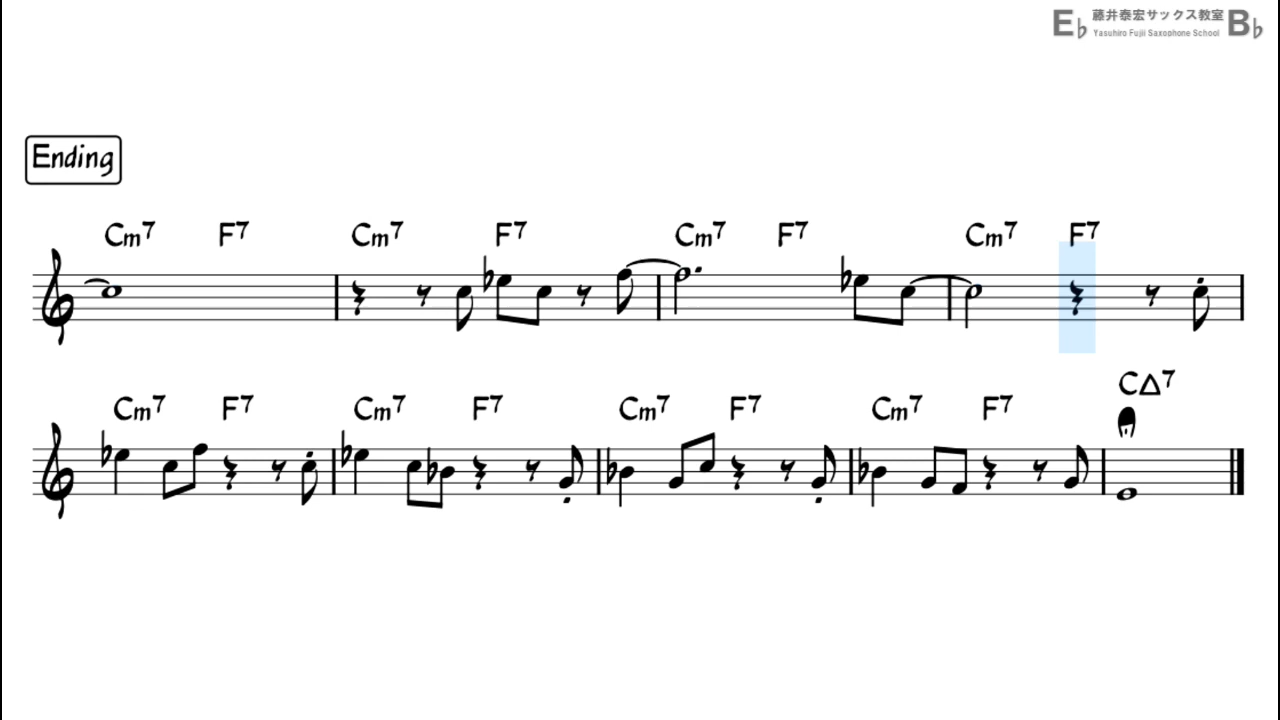 E♭ 藤井泰宏サックス教室 B♭
Yasuhiro Fujii Saxophone School
Ending
Cm7 F7 Cm7 F7 Cm7 F7 Cm7 F7
Cm7 F7 Cm7 F7 Cm7 F7 Cm7 F7 C△7